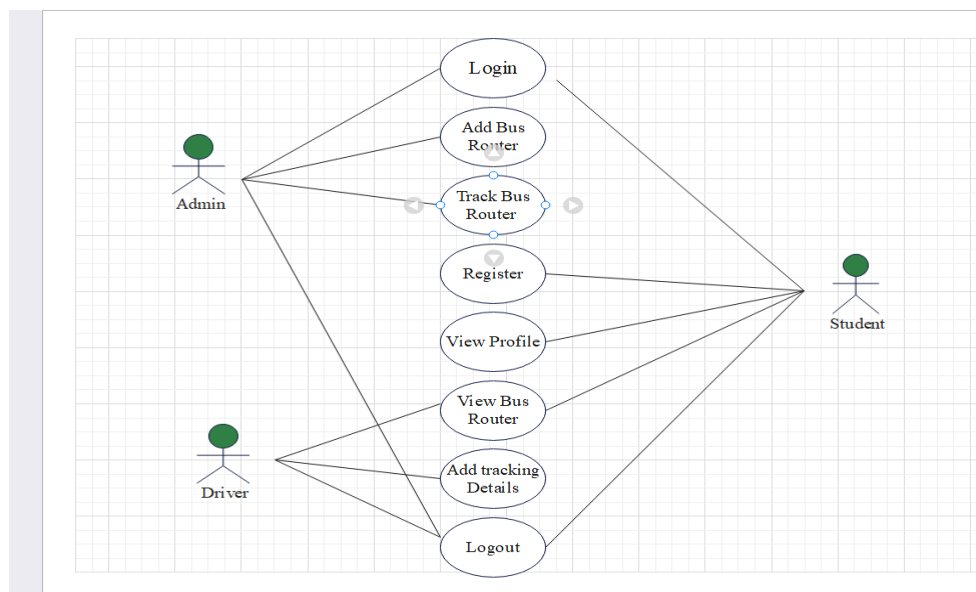 Login
Add Bus
Router
Admin
Track Bus
Router
Register
Student
View Profile
View Bus
Router
Driver
Add tracking
Details
Logout